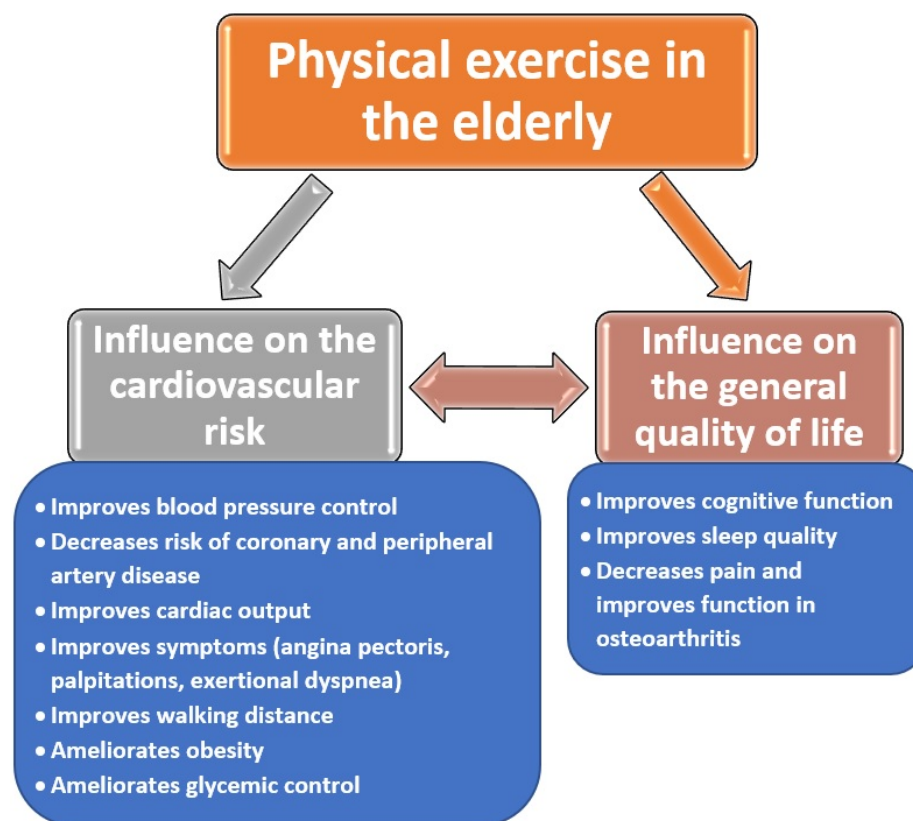 Physical exercise in
the elderly
Influence on the
cardiovascular
risk
• Improves blood pressure control
• Decreases risk of coronary and peripheral
artery disease
• Improves cardiac output
• Improves symptoms (angina pectoris,
palpitations, exertional dyspnea)
• Improves walking distance
• Ameliorates obesity
• Ameliorates glycemic control
Influence on
the general
quality of life
• Improves cognitive function
• Improves sleep quality
• Decreases pain and
improves function in
osteoarthritis